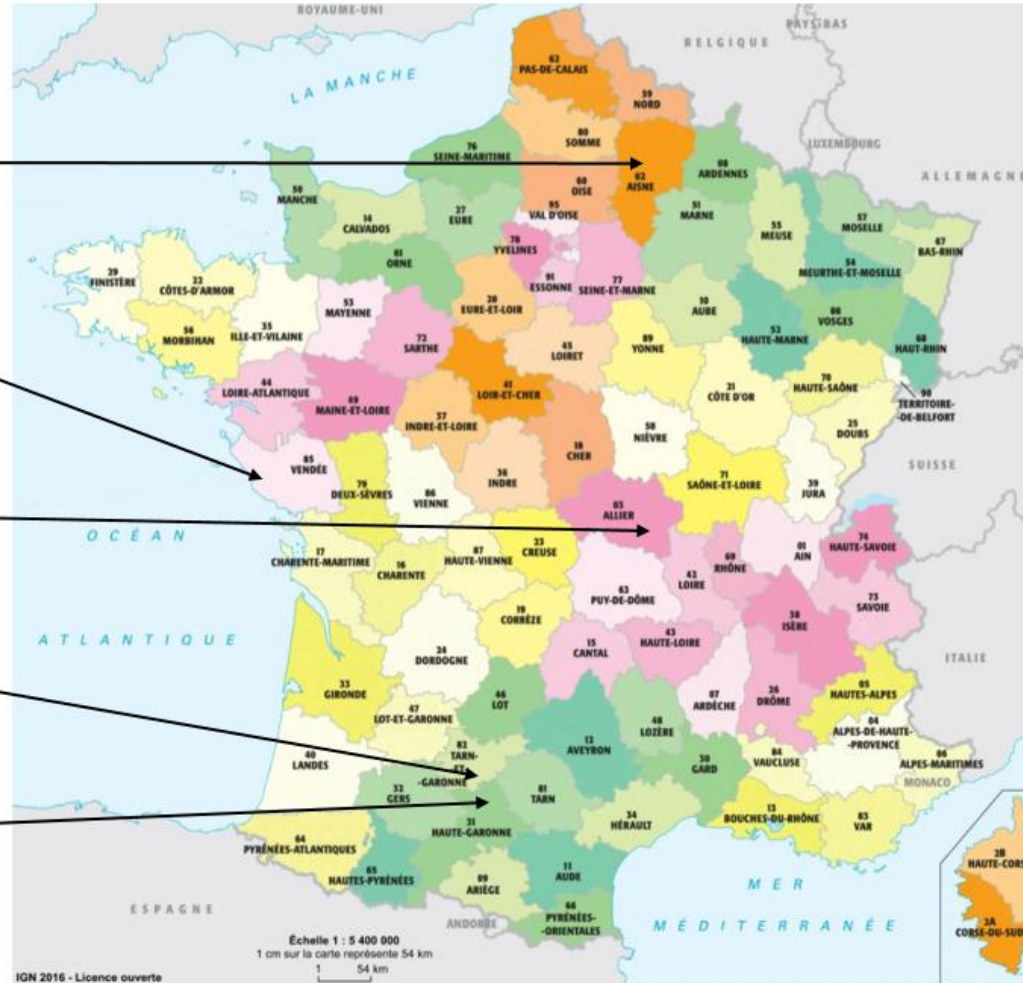 ROYAUME-UNI
PAYS-BAS
BELGIQUE
LA MANCHE
62
PAS-DE-CALAIS
59
NORD
LUXEMBOURG
ALLEMAGNE
80
SOMME
76
SEINE-MARITIME
02
AISNE
08
ARDENNES
60
OISE
50
MANCHE
14
CALVADOS
27
EURE
95
VAL D'OISE
51
MARNE
55
MEUSE
57
MOSELLE
67
BAS-RHIN
54
MEURTHE-ET-MOSELLE
78
YVELINES
91
ESSONNE
77
SEINE-ET-MARNE
61
ORNE
29
FINISTÈRE
22
CÔTES-D'ARMOR
56
MORBIHAN
35
ILLE-ET-VILAINE
53
MAYENNE
72
SARTHE
28
EURE-ET-LOIR
45
LOIRET
89
YONNE
10
AUBE
52
HAUTE-MARNE
88
VOSGES
68
HAUT-RHIN
70
HAUTE-SAÔNE
90
TERRITOIRE-
-DE-BELFORT
44
LOIRE-ATLANTIQUE
49
MAINE-ET-LOIRE
37
INDRE-ET-LOIRE
41
LOIR-ET-CHER
21
CÔTE D'OR
25
DOUBS
58
NIÈVRE
18
CHER
36
INDRE
85
VENDÉE
79
DEUX-SÈVRES
86
VIENNE
71
SAÔNE-ET-LOIRE
39
JURA
SUISSE
03
ALLIER
OCÉAN
ATLANTIQUE
17
CHARENTE-MARITIME
16
CHARENTE
87
HAUTE-VIENNE
23
CREUSE
63
PUY-DE-DÔME
42
LOIRE
69
RHÔNE
01
AIN
74
HAUTE-SAVOIE
73
SAVOIE
38
ISÈRE
19
CORRÈZE
24
DORDOGNE
15
CANTAL
43
HAUTE-LOIRE
ITALIE
33
GIRONDE
46
LOT
47
LOT-ET-GARONNE
07
ARDÈCHE
26
DRÔME
05
HAUTES-ALPES
04
ALPES-DE-HAUTE-
-PROVENCE
06
ALPES-MARITIMES
MONACO
40
LANDES
82
TARN-
-ET-
-GARONNE
12
AVEYRON
48
LOZÈRE
30
GARD
84
VAUCLUSE
32
GERS
81
TARN
34
HÉRAULT
13
BOUCHES-DU-RHÔNE
83
VAR
31
HAUTE-GARONNE
64
PYRÉNÉES-ATLANTIQUES
65
HAUTES-PYRÉNÉES
09
ARIÈGE
11
AUDE
66
PYRÉNÉES-
-ORIENTALES
ESPAGNE
ANDORRE
MER
MÉDITERRANÉE
2B
HAUTE-CORS
2A
CORSE-DU-SUD
Échelle 1 : 5 400 000
1 cm sur la carte représente 54 km
1 54 km
IGN 2016 - Licence ouverte